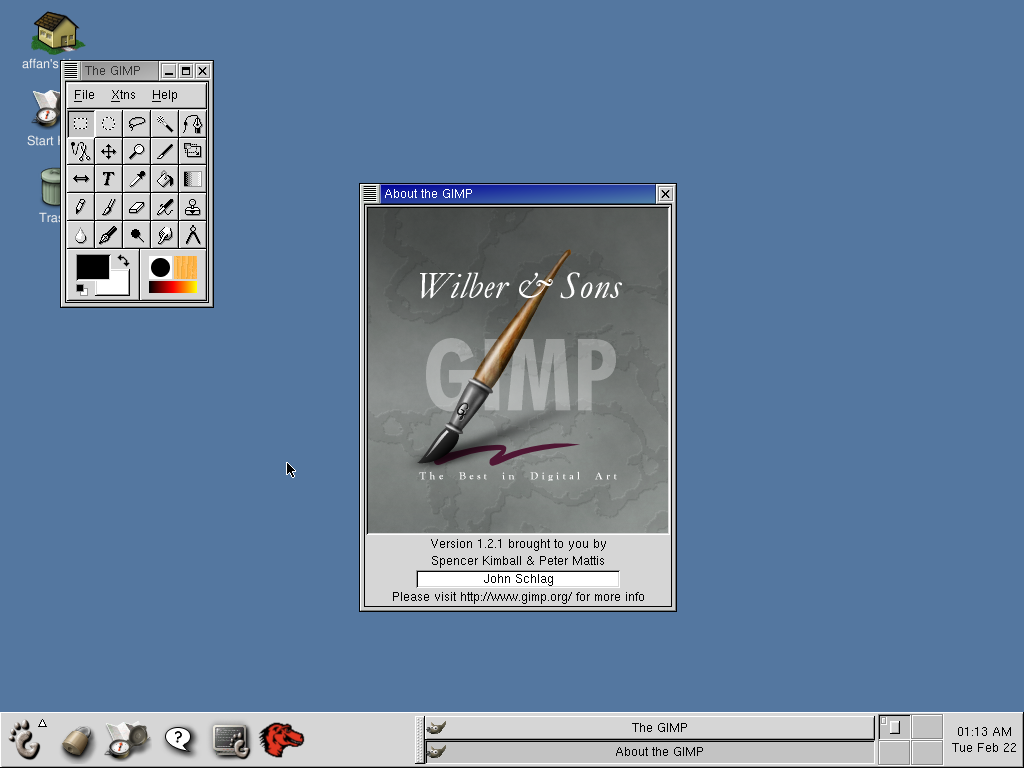 affan's
The GIMP
File Xtns Help
Start
Tras
About the GIMP
Wilber & Sons
GIMP
The Best in Digital Art
Version 1.2.1 brought to you by
Spencer Kimball & Peter Mattis
John Schlag
Please visit http://www.gimp.org/ for more info
The GIMP
About the GIMP
01:13 AM
Tue Feb 22